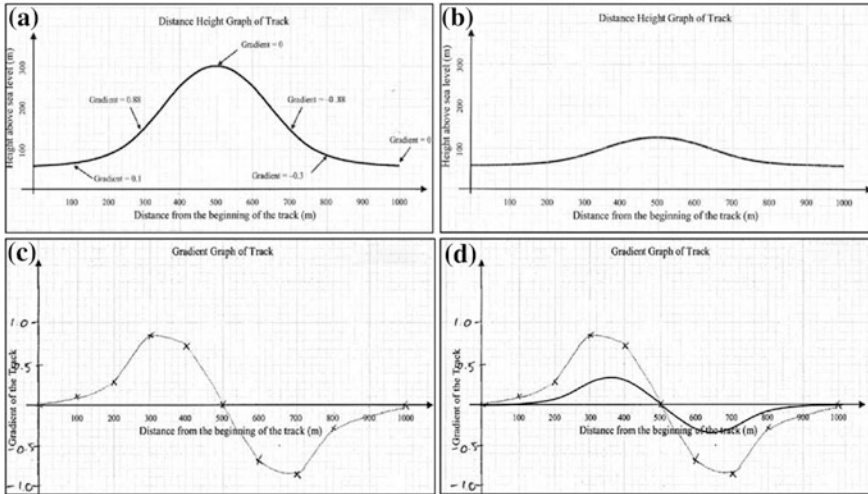 (a)
Distance Height Graph of Track
Height above sea level (m)
300
200
100
Gradient = 0
Gradient = 0.88
Gradient = -0.88
Gradient = 0
Gradient = 0.1
Gradient = -0.3
100 200 300 400 500 600 700 800 900 1000
Distance from the beginning of the track (m)
(b)
Distance Height Graph of Track
Height above sea level (m)
300
200
100
100 200 300 400 500 600 700 800 900 1000
Distance from the beginning of the track (m)
(c)
Gradient Graph of Track
Gradient of the Track
1.0
0.5
100 200 300 400 500 600 700 800 1000
Distance from the beginning of the track (m)
-0.5
-1.0
(d)
Gradient Graph of Track
Gradient of the Track
1.0
0.5
100 200 300 400 500 600 700 800 1000
Distance from the beginning of the track (m)
-0.5
-1.0